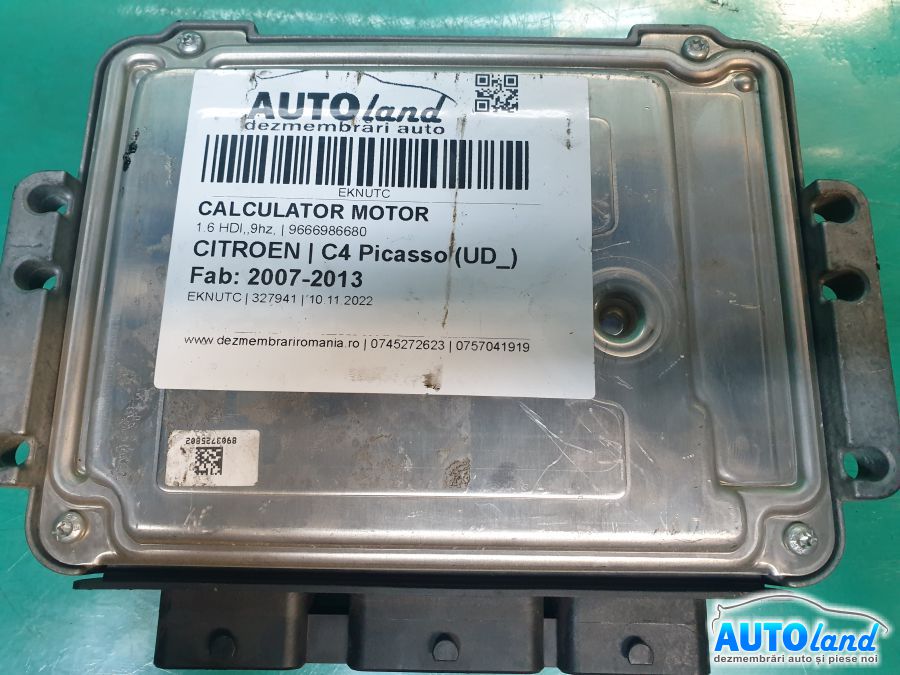 AUTOland
dezmembrări auto
EKNUTC
CALCULATOR MOTOR
1.6 HDI,,9hz, | 9666986680
CITROEN | C4 Picasso (UD_)
Fab: 2007-2013
EKNUTC | 327941 | 10.11.2022
www.dezmembrariromania.ro | 0745272623 | 0757041919
8903725802
AUTOland
dezmembrări auto și piese noi